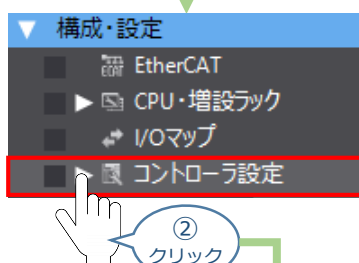 ▼ 構成・設定
EtherCAT
▶ CPU・増設ラック
I/Oマップ
▶ コントローラ設定
②
クリック